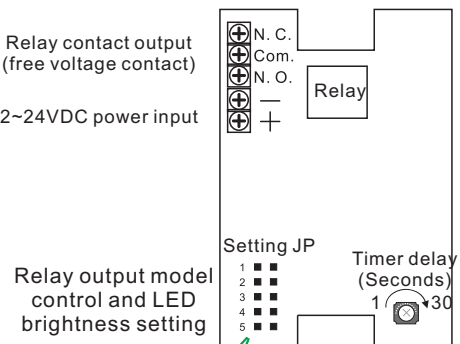 N. C.
Relay contact output
Com.
(free voltage contact)
N. O.
Relay
—
2~24VDC power input
+
Setting JP
Timer delay
(Seconds)
1
2
3
4
5
Relay output model
control and LED
brightness setting
1
30